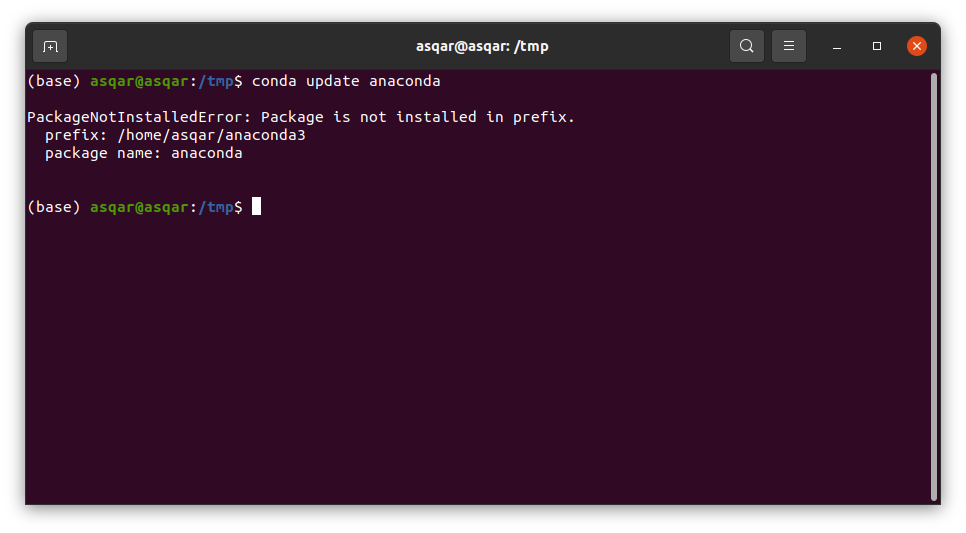 asqar@asqar: /tmp
(base) asqar@asqar:/tmp$ conda update anaconda
PackageNotInstalledError: Package is not installed in prefix.
  prefix: /home/asqar/anaconda3
  package name: anaconda
(base) asqar@asqar:/tmp$